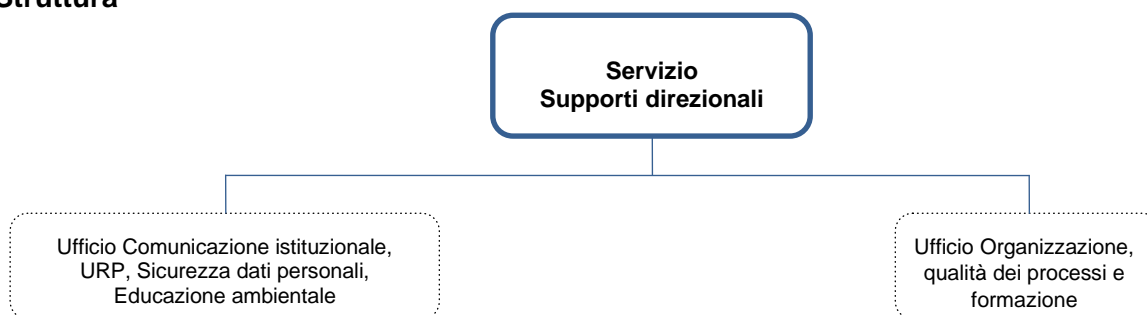 Struttura
Servizio
Supporti direzionali
Ufficio Comunicazione istituzionale,
URP, Sicurezza dati personali,
Educazione ambientale
Ufficio Organizzazione,
qualità dei processi e
formazione